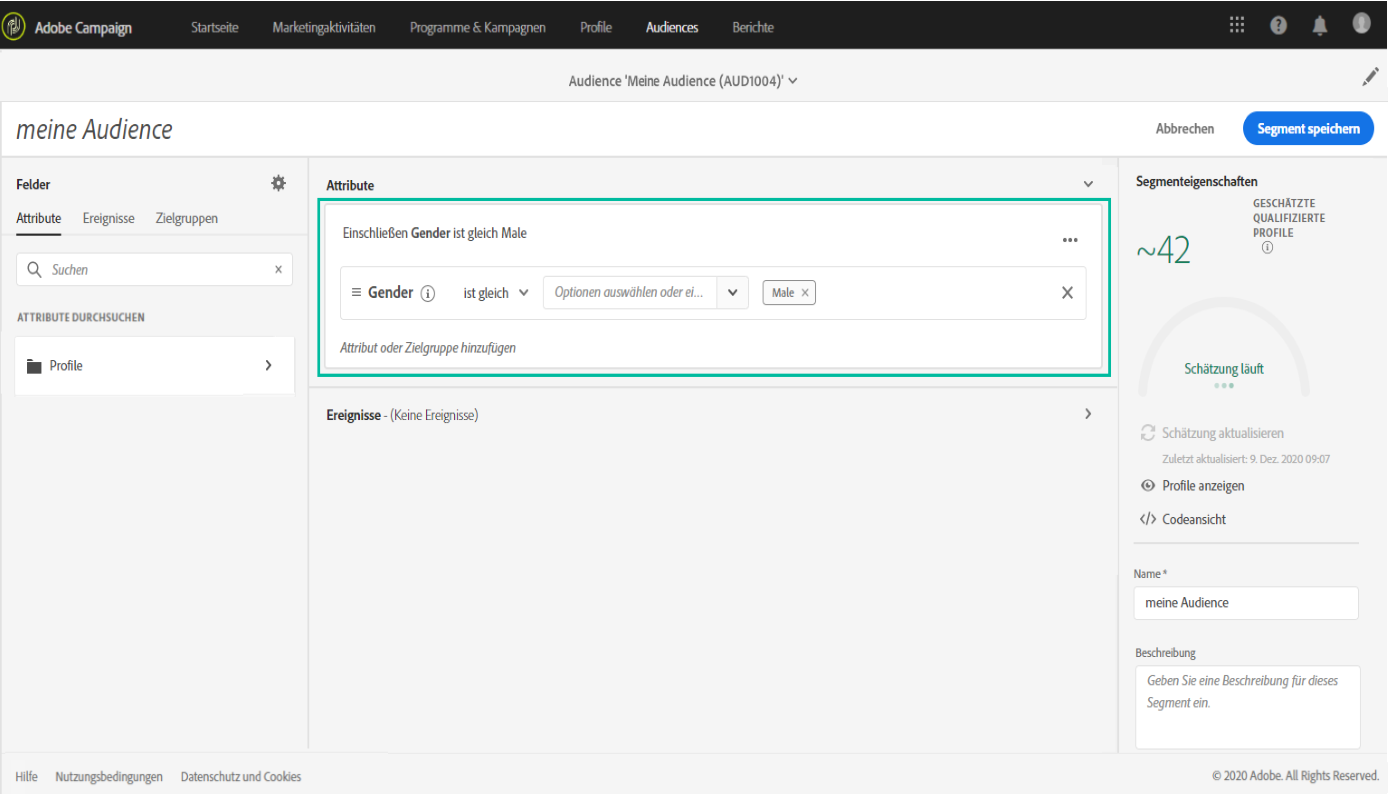 Adobe Campaign Startseite Marketingaktivitäten Programme & Kampagnen Profile Audiences Berichte
Audience 'Meine Audience (AUD1004)'
meine Audience Abbrechen Segment speichern
Felder
Attribute Ereignisse Zielgruppen
Suchen
ATTRIBUTE DURCHSUCHEN
Profile
Attribute
Einschließen Gender ist gleich Male
Gender ist gleich Optionen auswählen oder ei... Male
Attribut oder Zielgruppe hinzufügen
Ereignisse - (Keine Ereignisse)
Segmenteigenschaften
~42
GESCHÄTZTE
QUALIFIZIERTE
PROFILE
Schätzung läuft
Schätzung aktualisieren
Zuletzt aktualisiert: 9. Dez. 2020 09:07
Profile anzeigen
Codeansicht
Name *
meine Audience
Beschreibung
Geben Sie eine Beschreibung für dieses
Segment ein.
Hilfe Nutzungsbedingungen Datenschutz und Cookies © 2020 Adobe. All Rights Reserved.